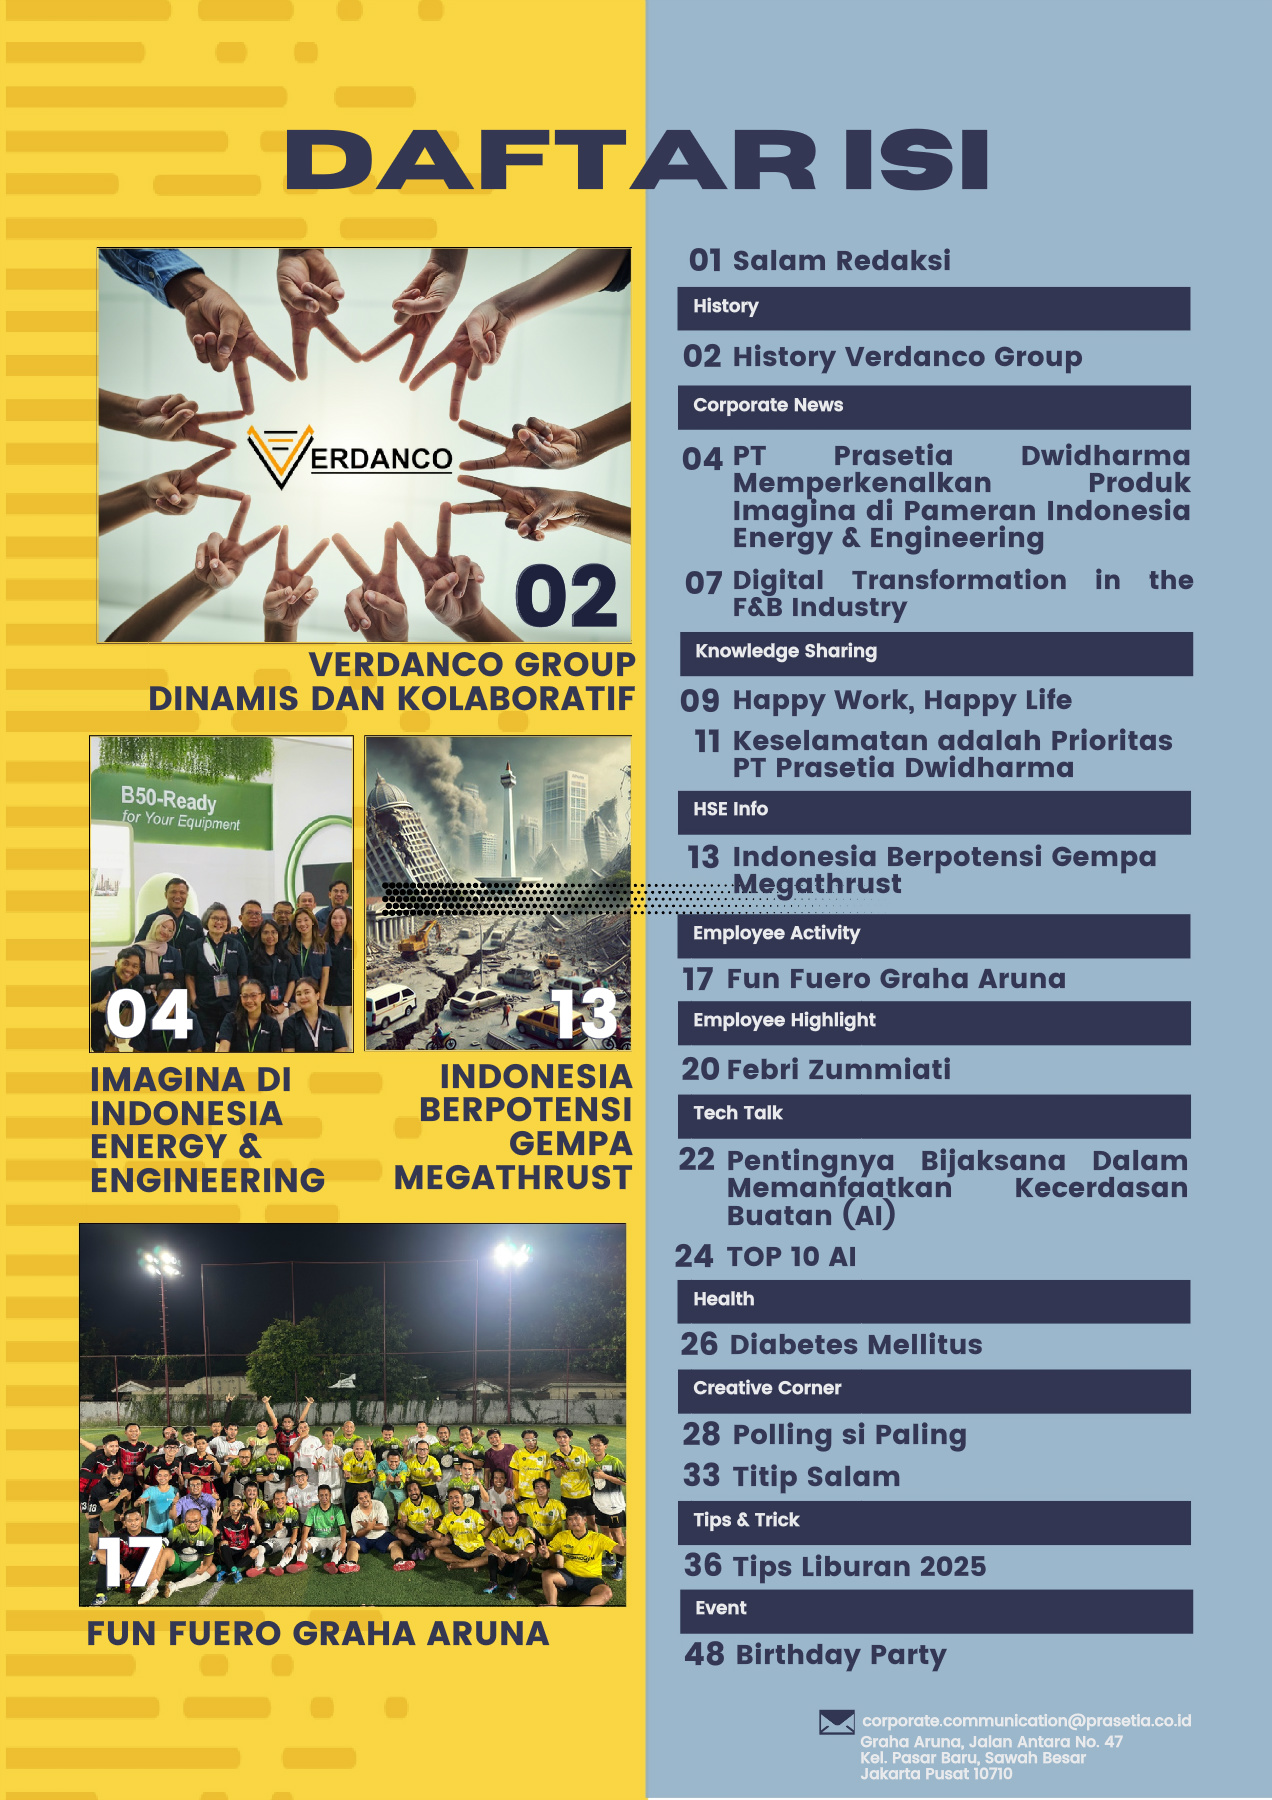 DAFTAR ISI
VERDANCO
02
VERDANCO GROUP
DINAMIS DAN KOLABORATIF
B50-Ready
for Your Equipment
04
13
IMAGINA DI
INDONESIA
ENERGY &
ENGINEERING
INDONESIA
BERPOTENSI
GEMPA
MEGATHRUST
17
FUN FUERO GRAHA ARUNA
01 Salam Redaksi
History
02 History Verdanco Group
Corporate News
04 PT Prasetia Dwidharma
Memperkenalkan Produk
Imagina di Pameran Indonesia
Energy & Engineering
07 Digital Transformation in the
F&B Industry
Knowledge Sharing
09 Happy Work, Happy Life
11 Keselamatan adalah Prioritas
PT Prasetia Dwidharma
HSE Info
13 Indonesia Berpotensi Gempa
Megathrust
Employee Activity
17 Fun Fuero Graha Aruna
Employee Highlight
20 Febri Zummiati
Tech Talk
22 Pentingnya Bijaksana Dalam
Memanfaatkan Kecerdasan
Buatan (AI)
24 TOP 10 AI
Health
26 Diabetes Mellitus
Creative Corner
28 Polling si Paling
33 Titip Salam
Tips & Trick
36 Tips Liburan 2025
Event
48 Birthday Party
corporate.communication@prasetia.co.id
Graha Aruna, Jalan Antara No. 47
Kel. Pasar Baru, Sawah Besar
Jakarta Pusat 10710